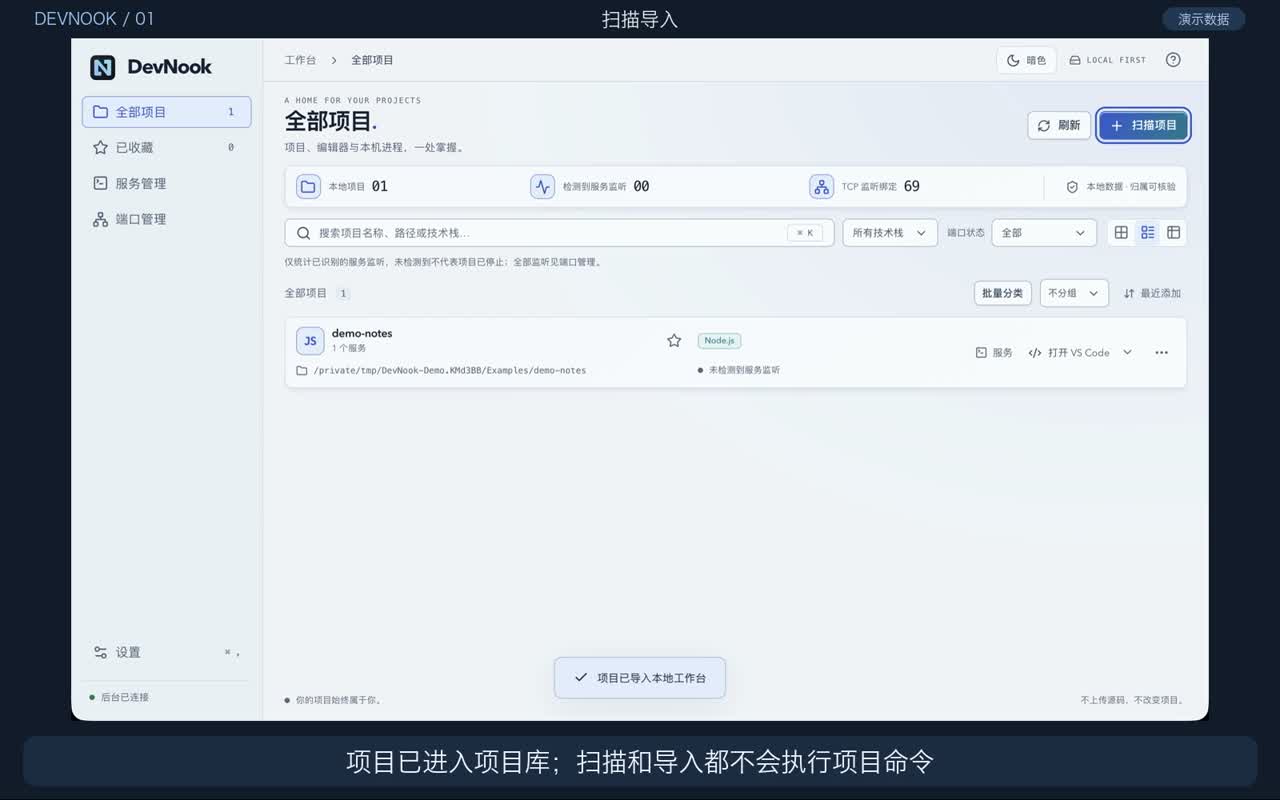 DEVNOOK / 01
扫描导入
演示数据
DevNook
全部项目 1
已收藏 0
服务管理
端口管理
设置 ⌘ ,
后台已连接
工作台 > 全部项目
暗色
LOCAL FIRST
A HOME FOR YOUR PROJECTS
全部项目.
项目、编辑器与本机进程，一处掌握。
刷新
+ 扫描项目
本地项目 01
检测到服务监听 00
TCP 监听绑定 69
本地数据 · 归属可核验
搜索项目名称、路径或技术栈... ⌘ K
所有技术栈
端口状态 全部
仅统计已识别的服务监听，未检测到不代表项目已停止；全部监听见端口管理。
全部项目 1
批量分类
不分组
最近添加
JS
demo-notes
1 个服务
Node.js
/private/tmp/DevNook-Demo.KMd3BB/Examples/demo-notes
未检测到服务监听
服务
</> 打开 VS Code
项目已导入本地工作台
你的项目始终属于你。
不上传源码，不改变项目。
项目已进入项目库；扫描和导入都不会执行项目命令